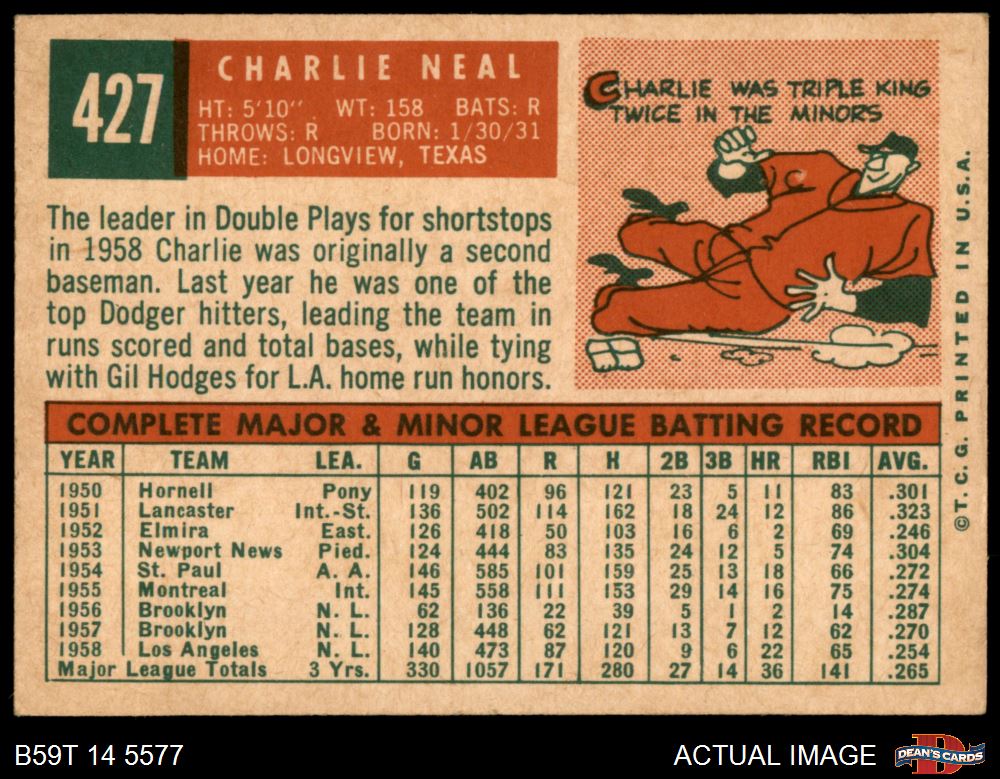 427
CHARLIE NEAL
HT: 5'10" WT: 158 BATS: R
THROWS: R BORN: 1/30/31
HOME: LONGVIEW, TEXAS
CHARLIE WAS TRIPLE KING
TWICE IN THE MINORS
The leader in Double Plays for shortstops
in 1958 Charlie was originally a second
baseman. Last year he was one of the
top Dodger hitters, leading the team in
runs scored and total bases, while tying
with Gil Hodges for L.A. home run honors.
COMPLETE MAJOR & MINOR LEAGUE BATTING RECORD
YEAR TEAM LEA. G AB R H 2B 3B HR RBI AVG.
1950 Hornell Pony 119 402 96 121 23 5 11 83 .301
1951 Lancaster Int.-St. 136 502 114 162 18 24 12 86 .323
1952 Elmira East. 126 418 50 103 16 6 2 69 .246
1953 Newport News Pied. 124 444 83 135 24 12 5 74 .304
1954 St. Paul A. A. 146 585 101 159 25 13 18 66 .272
1955 Montreal Int. 145 558 111 153 29 14 16 75 .274
1956 Brooklyn N. L. 62 136 22 39 5 1 2 14 .287
1957 Brooklyn N. L. 128 448 62 121 13 7 12 62 .270
1958 Los Angeles N. L. 140 473 87 120 9 6 22 65 .254
Major League Totals 3 Yrs. 330 1057 171 280 27 14 36 141 .265
© T. C. G. PRINTED IN U.S.A.
B59T 14 5577
ACTUAL IMAGE
D
DEAN'S CARDS